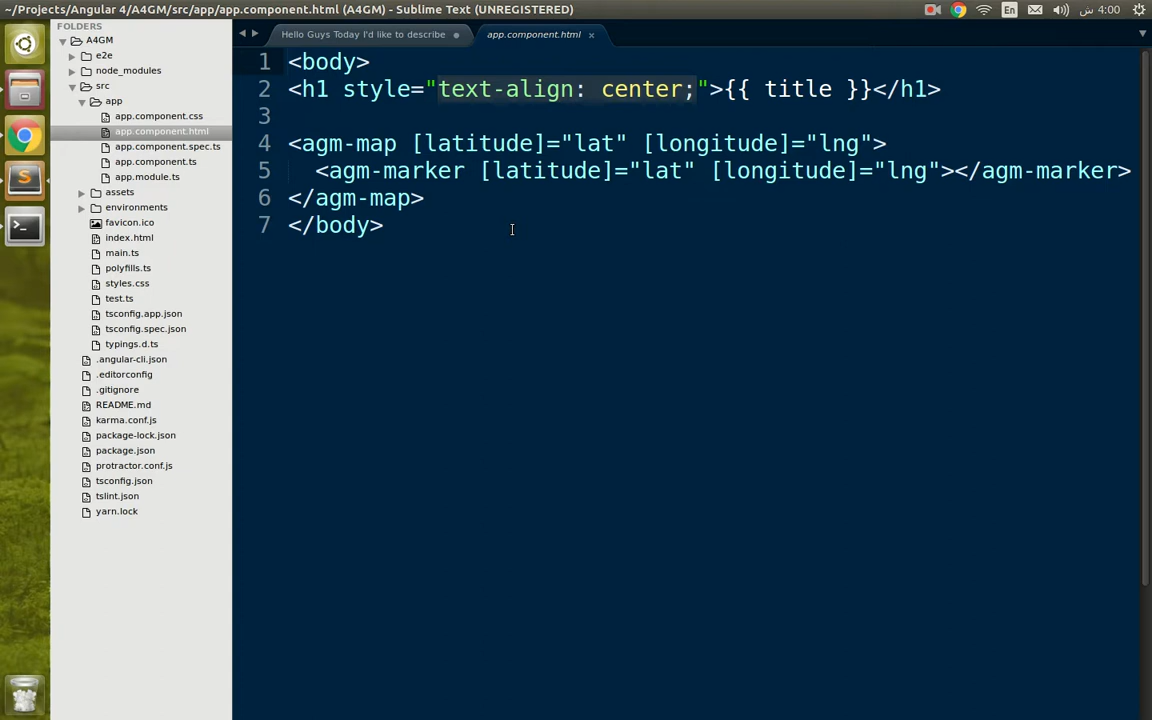 ~/Projects/Angular 4/A4GM/src/app/app.component.html (A4GM) - Sublime Text (UNREGISTERED)
En
4:00 ش
FOLDERS
A4GM
e2e
node_modules
src
app
app.component.css
app.component.html
app.component.spec.ts
app.component.ts
app.module.ts
assets
environments
favicon.ico
index.html
main.ts
polyfills.ts
styles.css
test.ts
tsconfig.app.json
tsconfig.spec.json
typings.d.ts
.angular-cli.json
.editorconfig
.gitignore
README.md
karma.conf.js
package-lock.json
package.json
protractor.conf.js
tsconfig.json
tslint.json
yarn.lock
Hello Guys Today I'd like to describe
app.component.html
1 <body>
2 <h1 style="text-align: center;">{{ title }}</h1>
3
4 <agm-map [latitude]="lat" [longitude]="lng">
5   <agm-marker [latitude]="lat" [longitude]="lng"></agm-marker>
6 </agm-map>
7 </body>